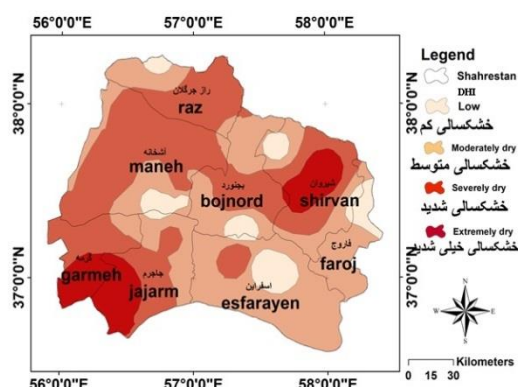 56°0'0"E 57°0'0"E 58°0'0"E
38°0'0"N
37°0'0"N
38°0'0"N
37°0'0"N
راز جرگلان
raz
آشخانه
maneh
بجنورد
bojnord
شیروان
shirvan
فاروج
faroj
گرمه
garmeh
جاجرم
jajarm
اسفراین
esfarayen
56°0'0"E 57°0'0"E 58°0'0"E
Legend
Shahrestan
DHI
Low
خشکسالی کم
Moderately dry
خشکسالی متوسط
Severely dry
خشکسالی شدید
Extremely dry
خشکسالی خیلی شدید
N
W E
S
Kilometers
0 15 30